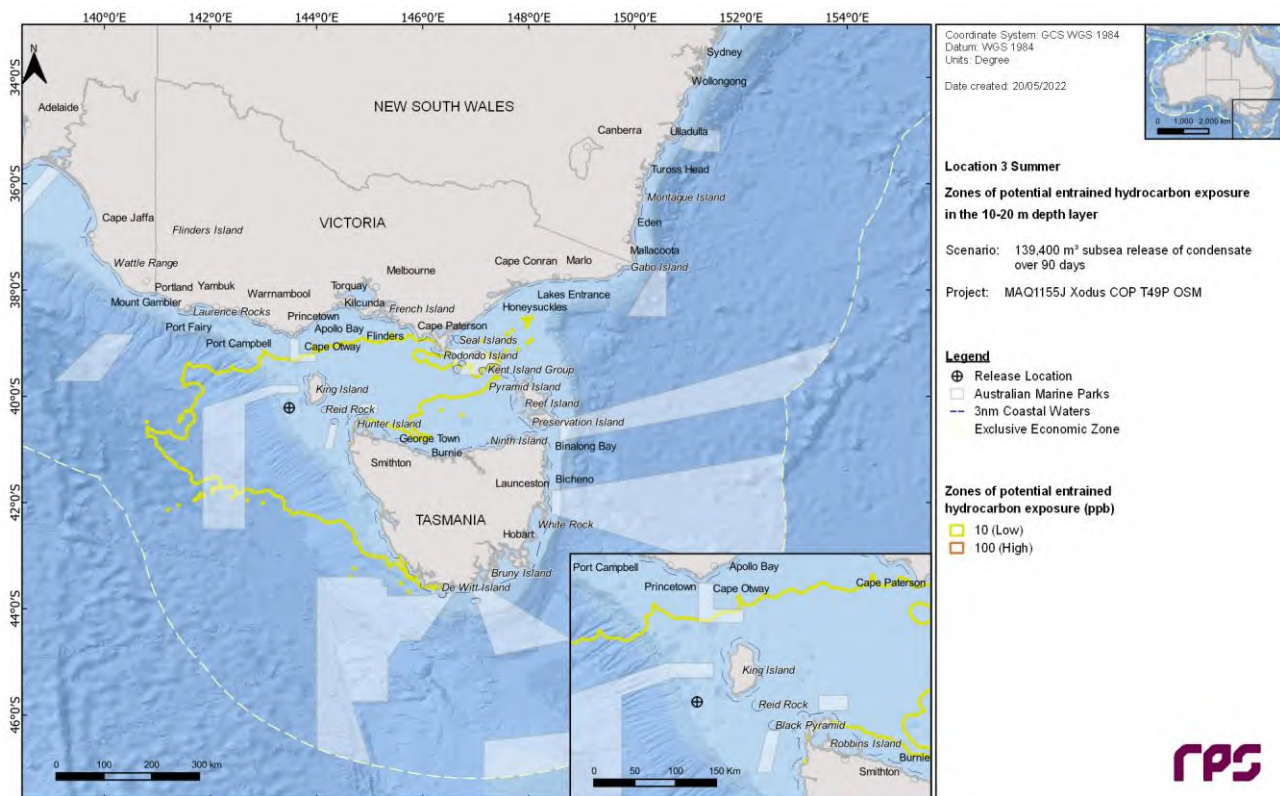 140°0'0"E 142°0'0"E 144°0'0"E 146°0'0"E 148°0'0"E 150°0'0"E 152°0'0"E 154°0'0"E
N
34°0'S
36°0'S
38°0'S
40°0'S
42°0'S
44°0'S
46°0'S
Sydney
Wollongong
NEW SOUTH WALES
Adelaide
Canberra
Ulladulla
Tuross Head
Montague Island
Cape Jaffa
VICTORIA
Flinders Island
Eden
Mallacoota
Gabo Island
Wattle Range
Melbourne
Cape Conran
Marlo
Portland
Yambuk
Torquay
Mount Gambier
Warrnambool
Kilcunda
Lakes Entrance
Laurence Rocks
Princetown
French Island
Honeysuckles
Port Fairy
Apollo Bay
Flinders
Cape Paterson
Port Campbell
Cape Otway
Seal Islands
Rodondo Island
Kent Island Group
King Island
Pyramid Island
Reid Rock
Reef Island
Hunter Island
Preservation Island
George Town
Ninth Island
Burnie
Binalong Bay
Smithton
Launceston
Bicheno
TASMANIA
White Rock
Hobart
Bruny Island
De Witt Island
0 100 200 300 km
Port Campbell
Apollo Bay
Princetown
Cape Otway
Cape Paterson
King Island
Reid Rock
Black Pyramid
Robbins Island
Burnie
Smithton
0 50 100 150 Km
Coordinate System: GCS WGS 1984
Datum: WGS 1984
Units: Degree
Date created: 20/05/2022
0 1,000 2,000 km
Location 3 Summer
Zones of potential entrained hydrocarbon exposure
in the 10-20 m depth layer
Scenario: 139,400 m³ subsea release of condensate
over 90 days
Project: MAQ1155J Xodus COP T49P OSM
Legend
Release Location
Australian Marine Parks
3nm Coastal Waters
Exclusive Economic Zone
Zones of potential entrained
hydrocarbon exposure (ppb)
10 (Low)
100 (High)
rps